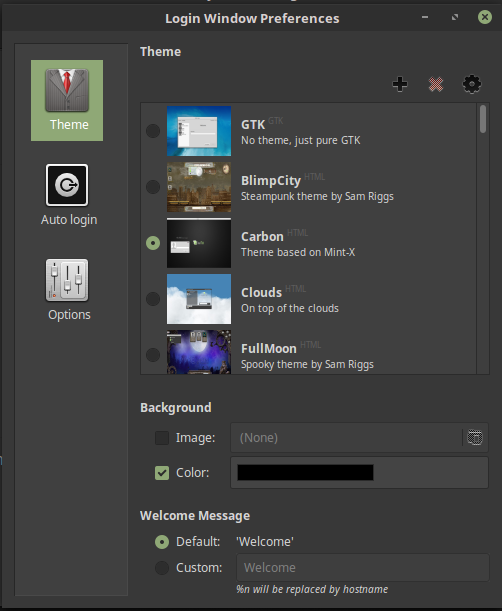 Login Window Preferences
Theme
Auto login
Options
Theme
GTK GTK
No theme, just pure GTK
BlimpCity HTML
Steampunk theme by Sam Riggs
Carbon HTML
Theme based on Mint-X
Clouds HTML
On top of the clouds
FullMoon HTML
Spooky theme by Sam Riggs
Background
Image: (None)
Color:
Welcome Message
Default: 'Welcome'
Custom: Welcome
%n will be replaced by hostname